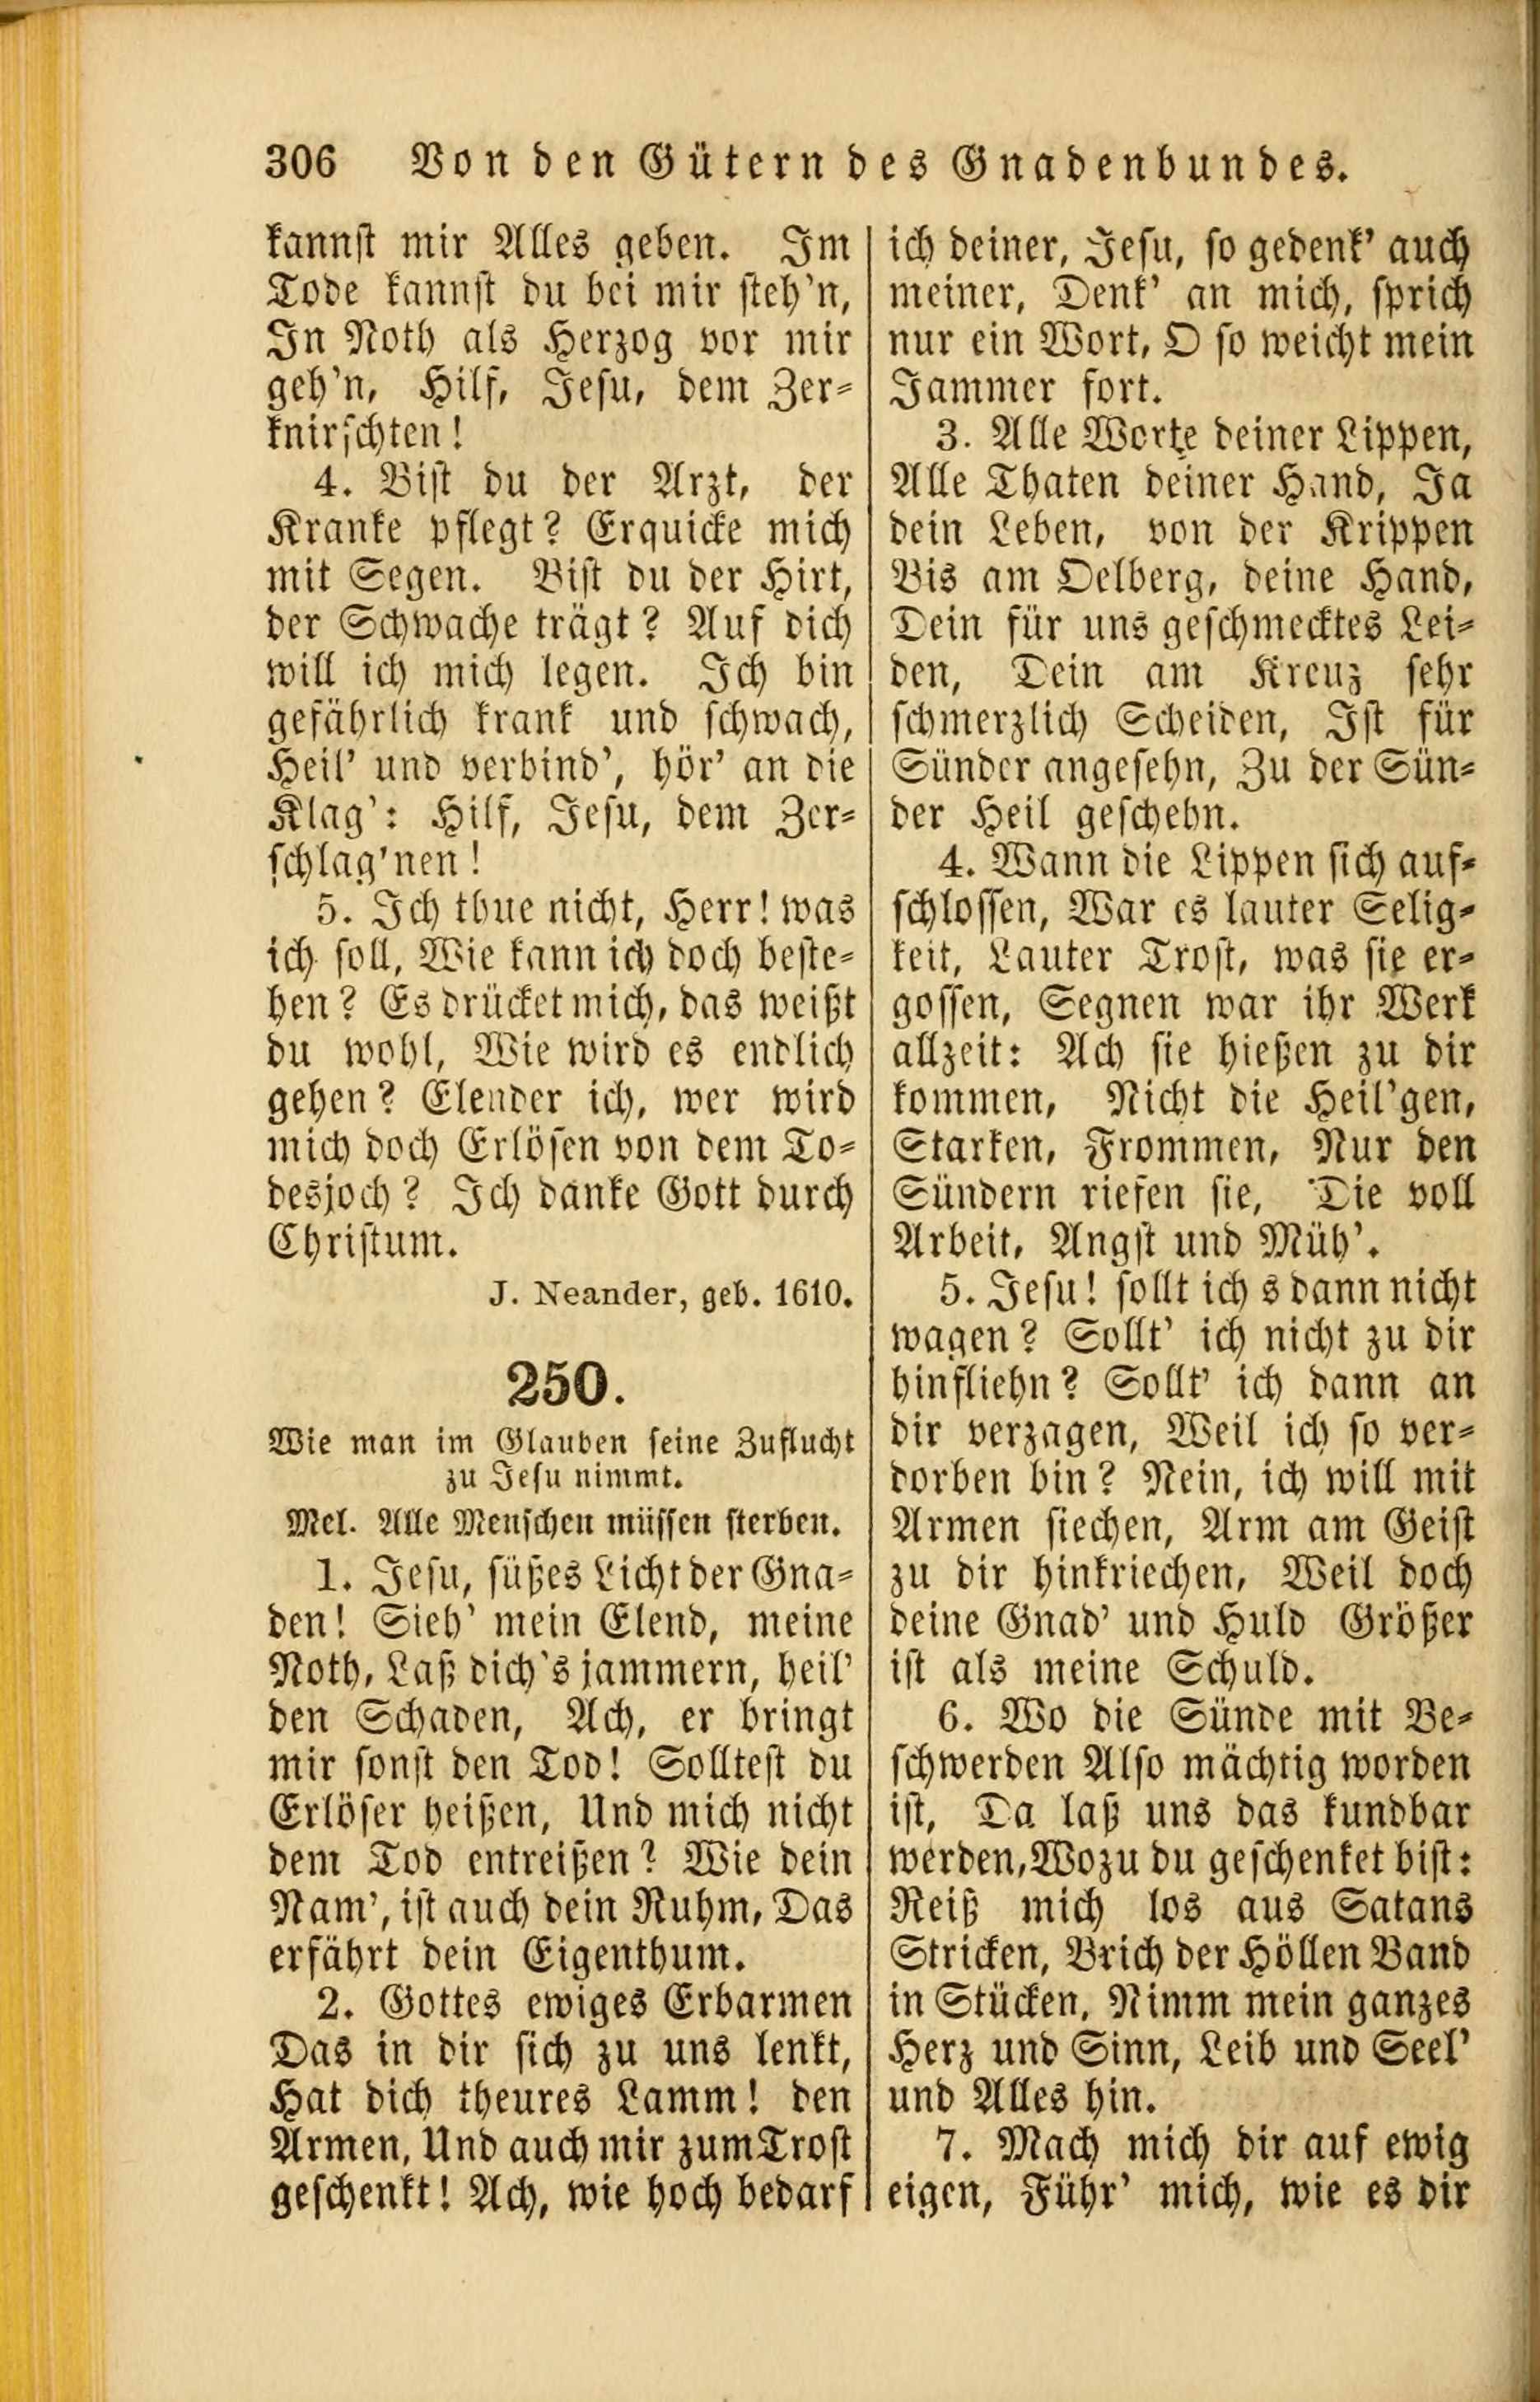 306 Von den Gütern des Gnadenbundes.
kannst mir Alles geben. Im
Tode kannst du bei mir steh'n,
In Noth als Herzog vor mir
geh'n, Hilf, Jesu, dem Zer-
knirschten!
4. Bist du der Arzt, der
Kranke pflegt? Erquicke mich
mit Segen. Bist du der Hirt,
der Schwache trägt? Auf dich
will ich mich legen. Ich bin
gefährlich krank und schwach,
Heil' und verbind', hör' an die
Klag': Hilf, Jesu, dem Zer-
schlag'nen!
5. Ich thue nicht, Herr! was
ich soll, Wie kann ich doch beste-
hen? Es drücket mich, das weißt
du wohl, Wie wird es endlich
gehen? Elender ich, wer wird
mich doch Erlösen von dem To-
desjoch? Ich danke Gott durch
Christum.
J. Neander, geb. 1610.
250.
Wie man im Glauben seine Zuflucht
zu Jesu nimmt.
Mel. Alle Menschen müssen sterben.
1. Jesu, süßes Licht der Gna-
den! Sieh' mein Elend, meine
Noth, Laß dich's jammern, heil'
den Schaden, Ach, er bringt
mir sonst den Tod! Solltest du
Erlöser heißen, Und mich nicht
dem Tod entreißen? Wie dein
Nam', ist auch dein Ruhm, Das
erfährt dein Eigenthum.
2. Gottes ewiges Erbarmen
Das in dir sich zu uns lenkt,
Hat dich theures Lamm! den
Armen, Und auch mir zum Trost
geschenkt! Ach, wie hoch bedarf
ich deiner, Jesu, so gedenk' auch
meiner, Denk' an mich, sprich
nur ein Wort, O so weicht mein
Jammer fort.
3. Alle Worte deiner Lippen,
Alle Thaten deiner Hand, Ja
dein Leben, von der Krippen
Bis am Oelberg, deine Hand,
Dein für uns geschmecktes Lei-
den, Dein am Kreuz sehr
schmerzlich Scheiden, Ist für
Sünder angesehn, Zu der Sün-
der Heil geschehn.
4. Wann die Lippen sich auf-
schlossen, War es lauter Selig-
keit, Lauter Trost, was sie er-
gossen, Segnen war ihr Werk
allzeit: Ach sie hießen zu dir
kommen, Nicht die Heil'gen,
Starken, Frommen, Nur den
Sündern riefen sie, Die voll
Arbeit, Angst und Müh'.
5. Jesu! sollt ich s dann nicht
wagen? Sollt' ich nicht zu dir
hinfliehn? Sollt' ich dann an
dir verzagen, Weil ich so ver-
dorben bin? Nein, ich will mit
Armen siechen, Arm am Geist
zu dir hinkriechen, Weil doch
deine Gnad' und Huld Größer
ist als meine Schuld.
6. Wo die Sünde mit Be-
schwerden Also mächtig worden
ist, Da laß uns das kundbar
werden, Wozu du geschenket bist:
Reiß mich los aus Satans
Stricken, Brich der Höllen Band
in Stücken, Nimm mein ganzes
Herz und Sinn, Leib und Seel'
und Alles hin.
7. Mach mich dir auf ewig
eigen, Führ' mich, wie es dir